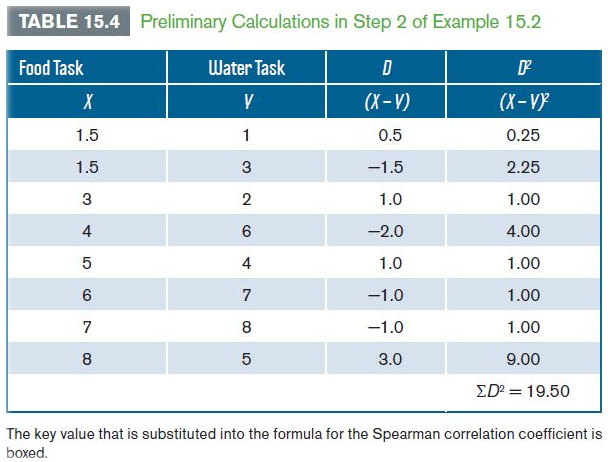 TABLE 15.4 Preliminary Calculations in Step 2 of Example 15.2
Food Task Water Task D D²
X V (X – V) (X – V)²
1.5 1 0.5 0.25
1.5 3 −1.5 2.25
3 2 1.0 1.00
4 6 −2.0 4.00
5 4 1.0 1.00
6 7 −1.0 1.00
7 8 −1.0 1.00
8 5 3.0 9.00
ΣD² = 19.50
The key value that is substituted into the formula for the Spearman correlation coefficient is
boxed.